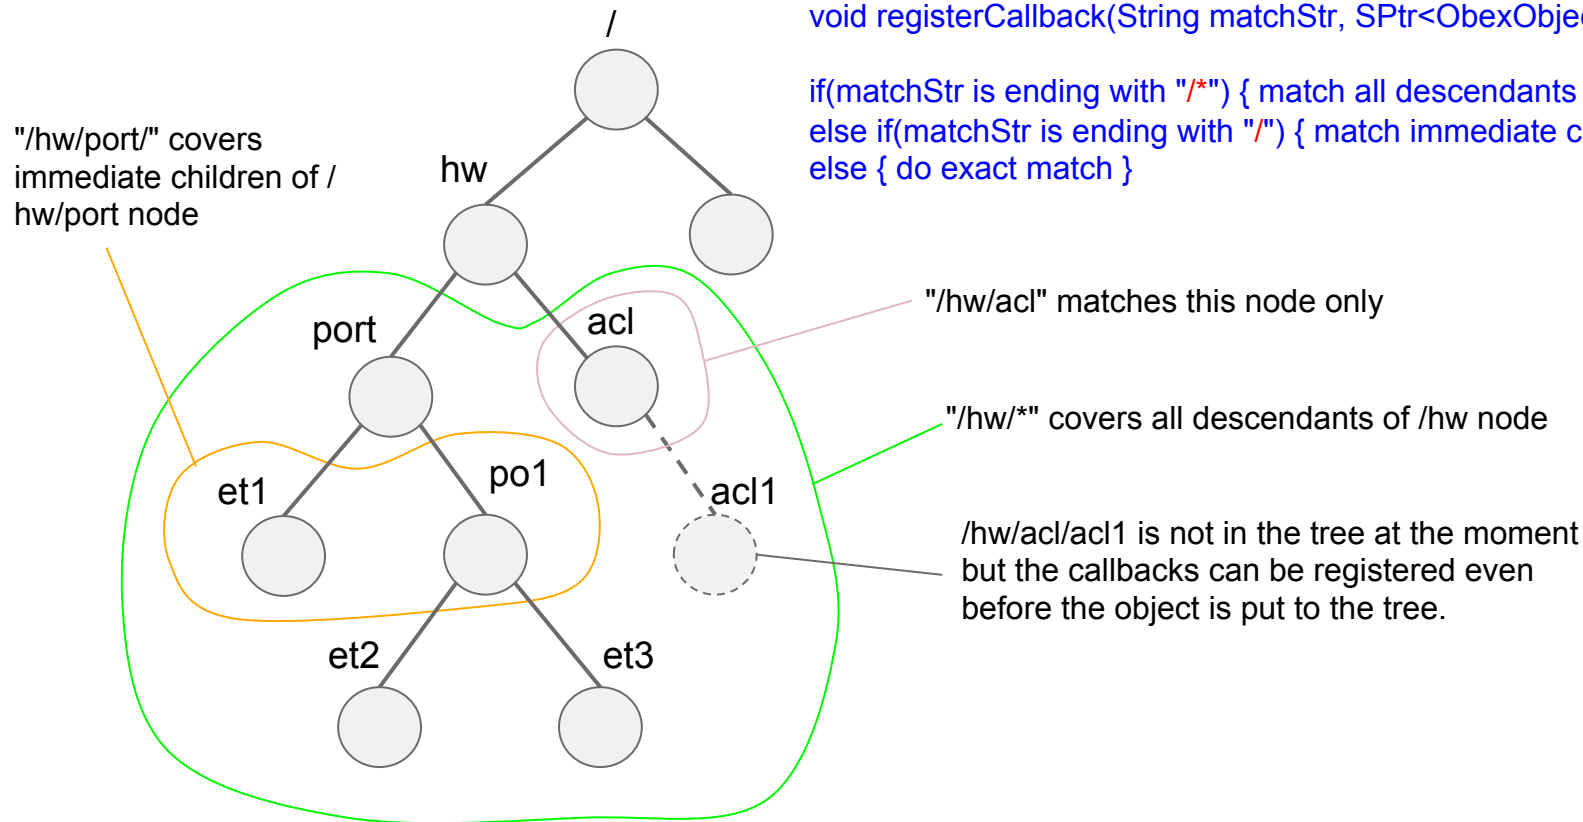 /
void registerCallback(String matchStr, SPtr<ObexObjec
if(matchStr is ending with "/*") { match all descendants
else if(matchStr is ending with "/") { match immediate c
else { do exact match }
"/hw/port/" covers
immediate children of /
hw/port node
hw
"/hw/acl" matches this node only
port
acl
"/hw/*" covers all descendants of /hw node
et1
po1
acl1
/hw/acl/acl1 is not in the tree at the moment
but the callbacks can be registered even
before the object is put to the tree.
et2
et3